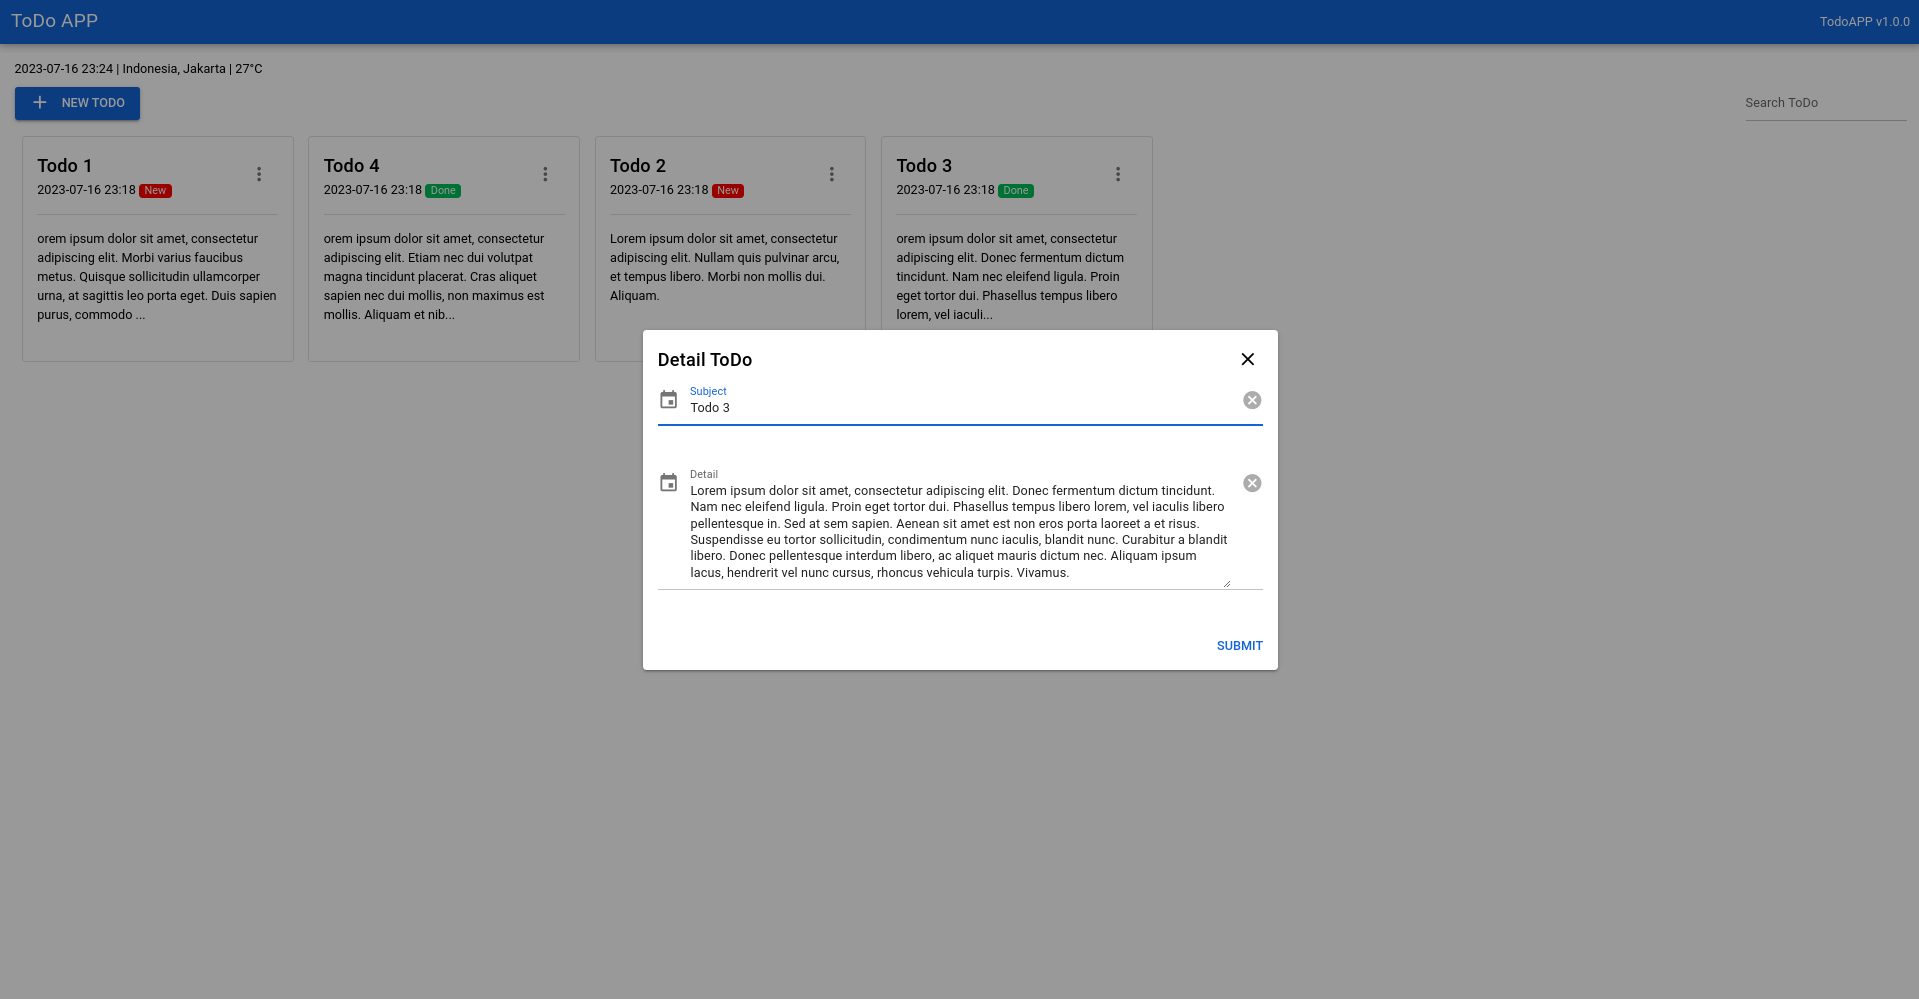 ToDo APP
TodoAPP v1.0.0
2023-07-16 23:24 | Indonesia, Jakarta | 27°C
NEW TODO
Search ToDo
Todo 1
2023-07-16 23:18 New
orem ipsum dolor sit amet, consectetur
adipiscing elit. Morbi varius faucibus
metus. Quisque sollicitudin ullamcorper
urna, at sagittis leo porta eget. Duis sapien
purus, commodo ...
Todo 4
2023-07-16 23:18 Done
orem ipsum dolor sit amet, consectetur
adipiscing elit. Etiam nec dui volutpat
magna tincidunt placerat. Cras aliquet
sapien nec dui mollis, non maximus est
mollis. Aliquam et nib...
Todo 2
2023-07-16 23:18 New
Lorem ipsum dolor sit amet, consectetur
adipiscing elit. Nullam quis pulvinar arcu,
et tempus libero. Morbi non mollis dui.
Aliquam.
Todo 3
2023-07-16 23:18 Done
orem ipsum dolor sit amet, consectetur
adipiscing elit. Donec fermentum dictum
tincidunt. Nam nec eleifend ligula. Proin
eget tortor dui. Phasellus tempus libero
lorem, vel iaculi...
Detail ToDo
Subject
Todo 3
Detail
Lorem ipsum dolor sit amet, consectetur adipiscing elit. Donec fermentum dictum tincidunt.
Nam nec eleifend ligula. Proin eget tortor dui. Phasellus tempus libero lorem, vel iaculis libero
pellentesque in. Sed at sem sapien. Aenean sit amet est non eros porta laoreet a et risus.
Suspendisse eu tortor sollicitudin, condimentum nunc iaculis, blandit nunc. Curabitur a blandit
libero. Donec pellentesque interdum libero, ac aliquet mauris dictum nec. Aliquam ipsum
lacus, hendrerit vel nunc cursus, rhoncus vehicula turpis. Vivamus.
SUBMIT